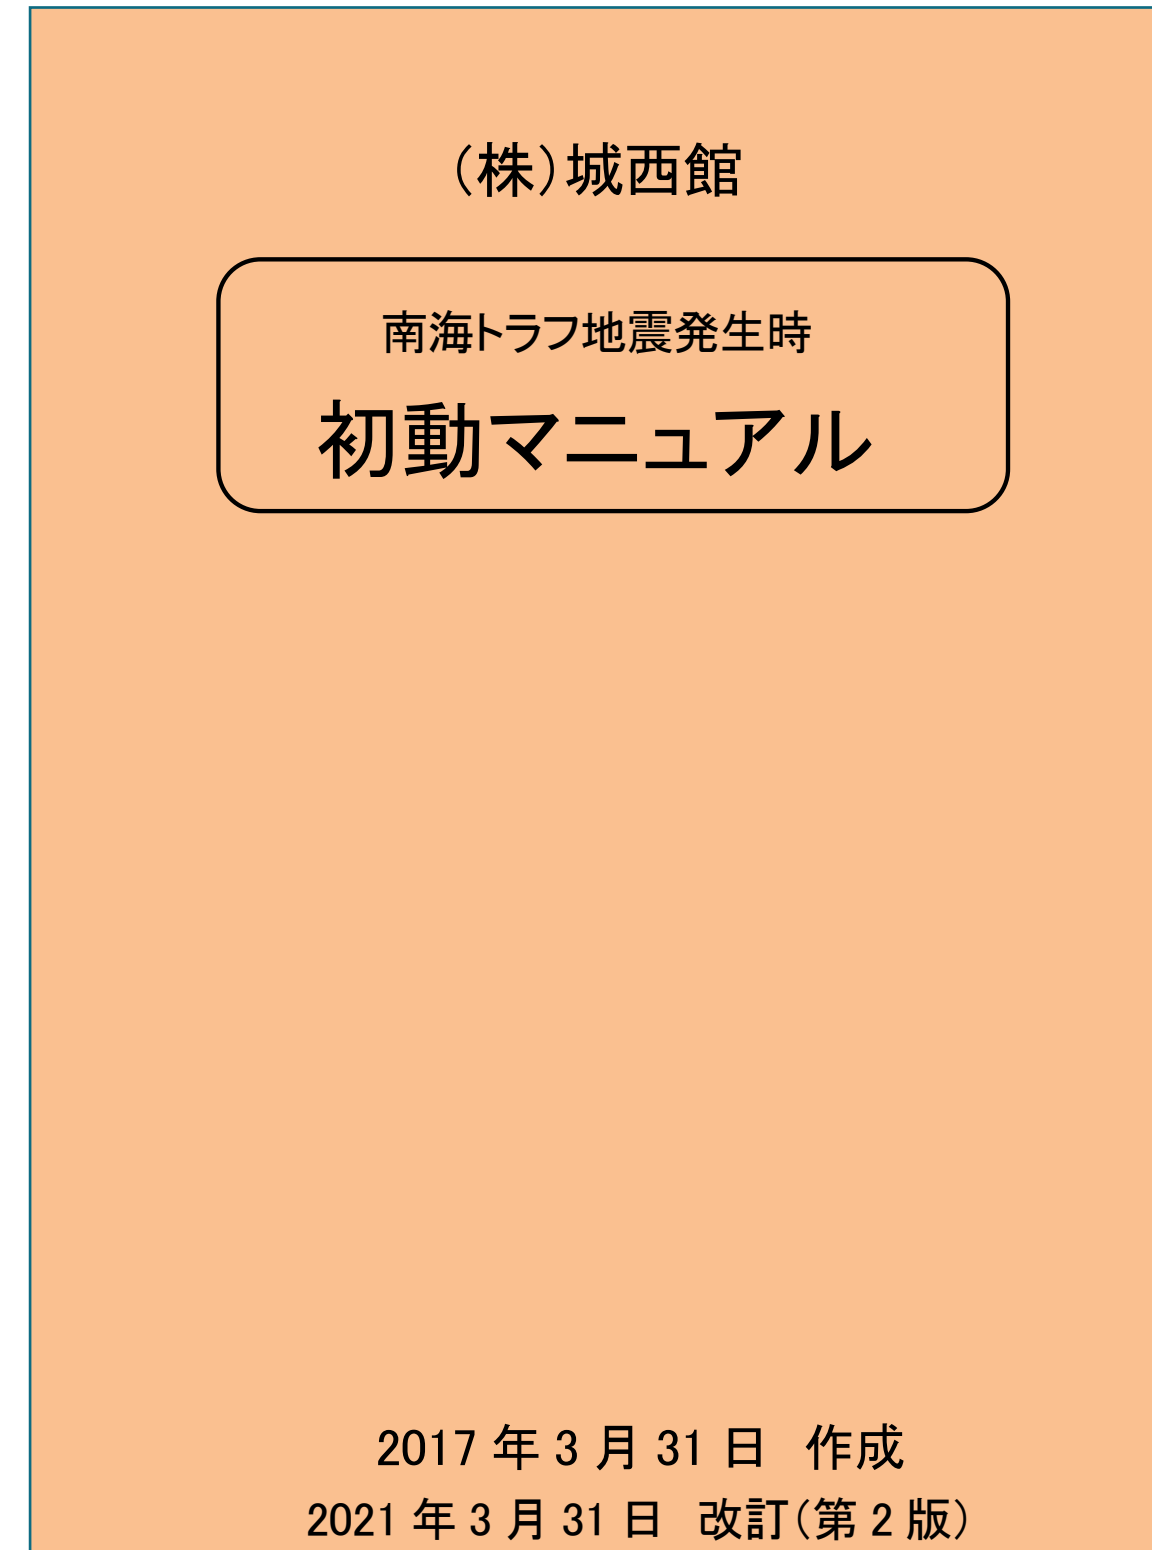 （株）城西館
南海トラフ地震発生時
初動マニュアル
2017 年 3 月 31 日　作成
2021 年 3 月 31 日　改訂（第 2 版）